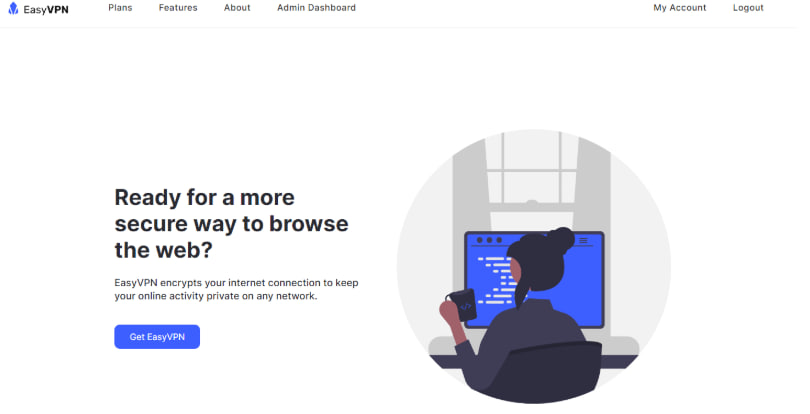 EasyVPN Plans Features About Admin Dashboard My Account Logout
Ready for a more
secure way to browse
the web?
EasyVPN encrypts your internet connection to keep
your online activity private on any network.
Get EasyVPN